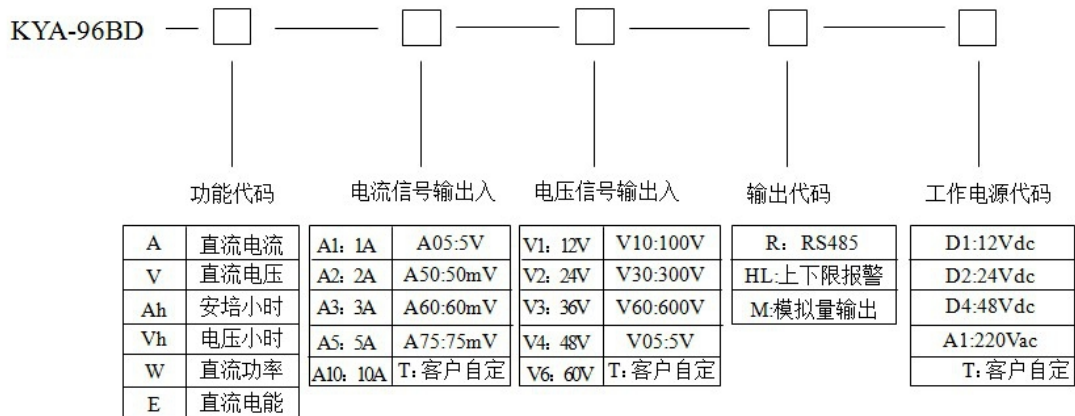 KYA-96BD
功能代码 电流信号输出入 电压信号输出入 输出代码 工作电源代码
A 直流电流 A1：1A A05:5V V1：12V V10:100V R：RS485 D1:12Vdc
V 直流电压 A2：2A A50:50mV V2：24V V30:300V HL:上下限报警 D2:24Vdc
Ah 安培小时 A3：3A A60:60mV V3：36V V60:600V M:模拟量输出 D4:48Vdc
Vh 电压小时 A5：5A A75:75mV V4：48V V05:5V A1:220Vac
W 直流功率 A10：10A T：客户自定 V6：60V T：客户自定 T：客户自定
E 直流电能